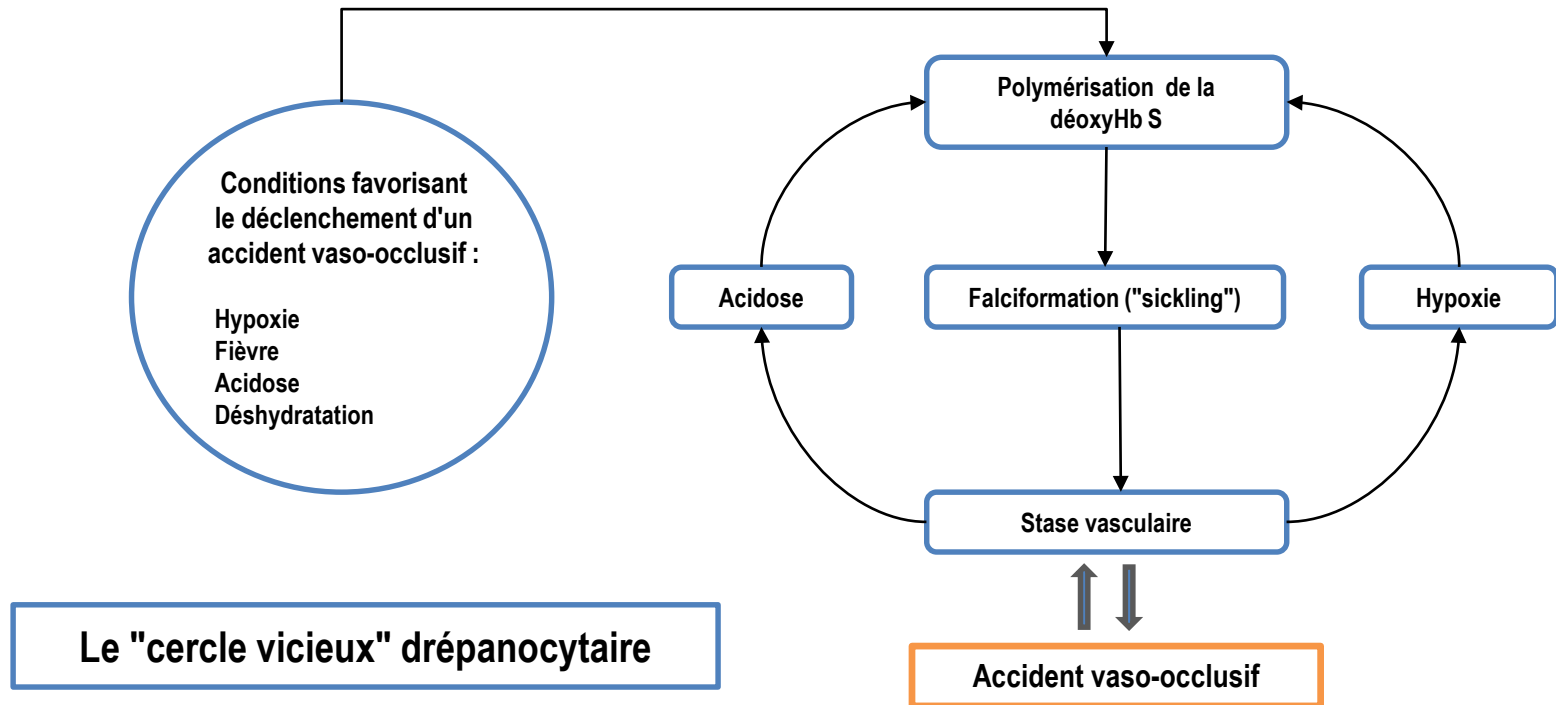 Polymérisation de la
déoxyHb S
Conditions favorisant
le déclenchement d'un
accident vaso-occlusif :
Hypoxie
Fièvre
Acidose
Déshydratation
Acidose
Falciformation ("sickling")
Hypoxie
Stase vasculaire
Le "cercle vicieux" drépanocytaire
Accident vaso-occlusif